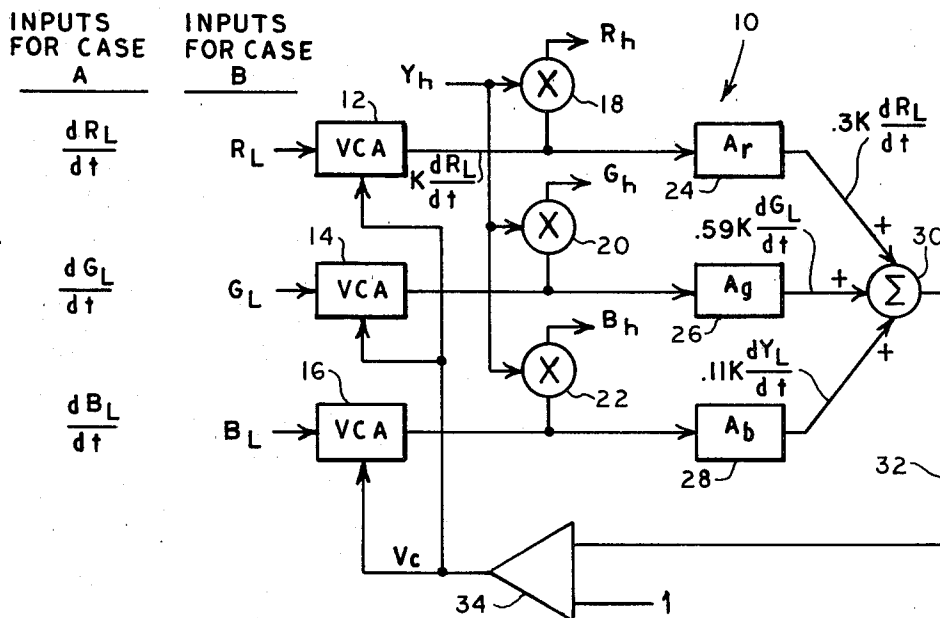 INPUTS FOR CASE A
INPUTS FOR CASE B
dRL/dt
dGL/dt
dBL/dt
RL
GL
BL
12
VCA
14
VCA
16
VCA
K dRL/dt
Yh
X
Rh
18
X
Gh
20
X
Bh
22
10
Ar
24
Ag
26
Ab
28
.3K dRL/dt
.59K dGL/dt
.11K dYL/dt
+
+
+
Σ
30
32
Vc
34
1